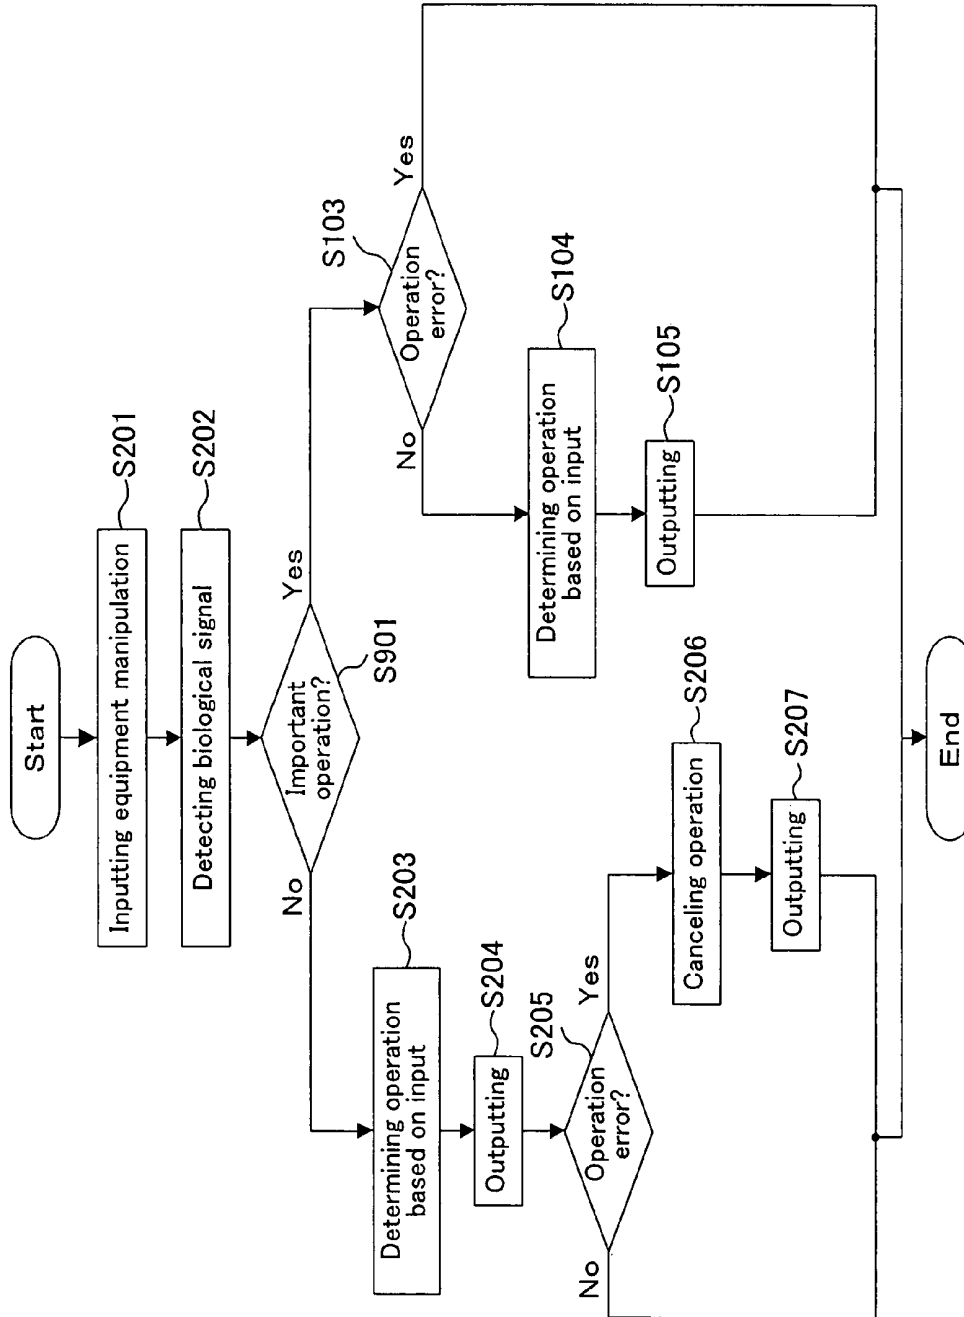 Start
Inputting equipment manipulation
S201
Detecting biological signal
S202
Important
operation?
S901
No
Yes
Determining operation
based on input
S203
Outputting
S204
Operation
error?
S205
No
Yes
Canceling operation
S206
Outputting
S207
Operation
error?
S103
No
Yes
Determining operation
based on input
S104
Outputting
S105
End